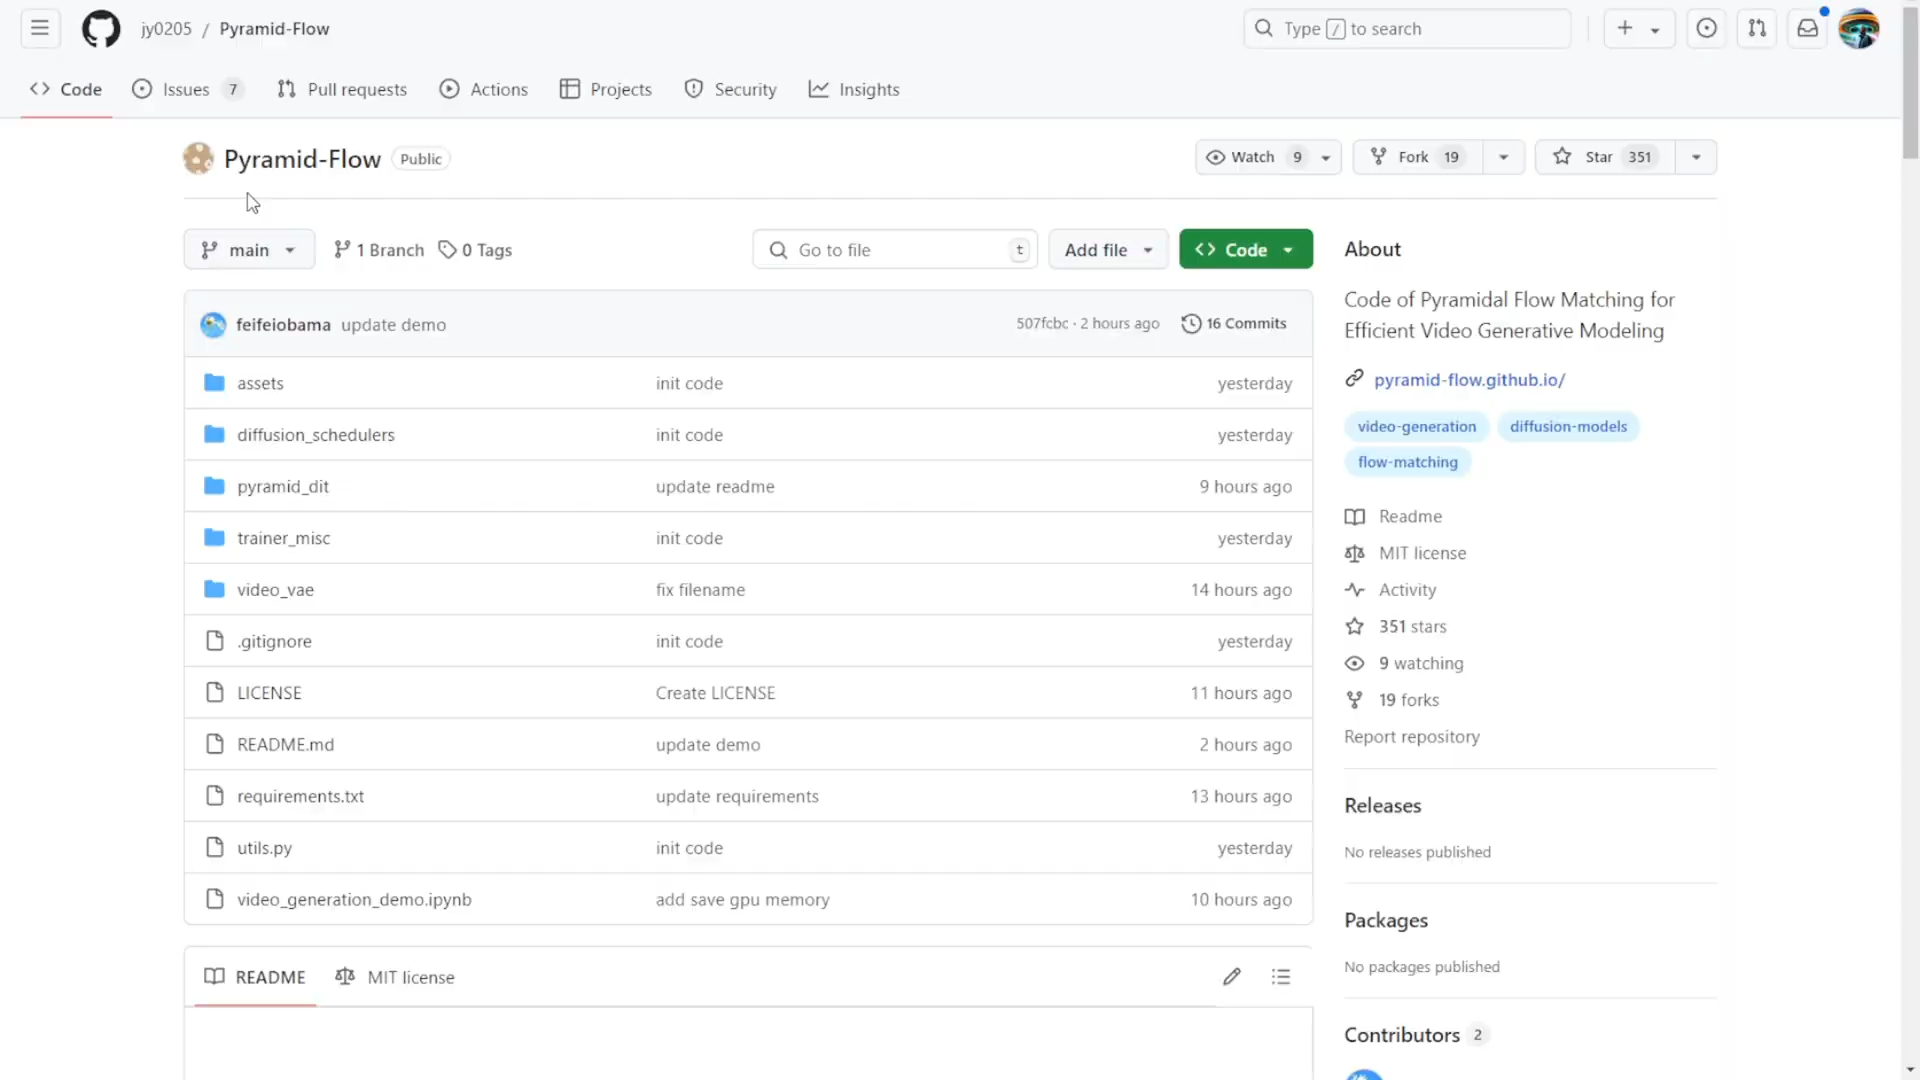 jy0205 / Pyramid-Flow
Type / to search
Code
Issues 7
Pull requests
Actions
Projects
Security
Insights
Pyramid-Flow Public
Watch 9
Fork 19
Star 351
main
1 Branch
0 Tags
Go to file t
Add file
Code
feifeiobama update demo 507fcbc · 2 hours ago 16 Commits
assets init code yesterday
diffusion_schedulers init code yesterday
pyramid_dit update readme 9 hours ago
trainer_misc init code yesterday
video_vae fix filename 14 hours ago
.gitignore init code yesterday
LICENSE Create LICENSE 11 hours ago
README.md update demo 2 hours ago
requirements.txt update requirements 13 hours ago
utils.py init code yesterday
video_generation_demo.ipynb add save gpu memory 10 hours ago
README
MIT license
About
Code of Pyramidal Flow Matching for
Efficient Video Generative Modeling
pyramid-flow.github.io/
video-generation diffusion-models
flow-matching
Readme
MIT license
Activity
351 stars
9 watching
19 forks
Report repository
Releases
No releases published
Packages
No packages published
Contributors 2